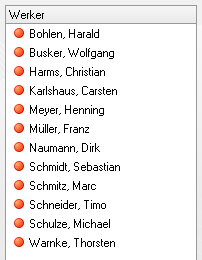 Werker
Bohlen, Harald
Busker, Wolfgang
Harms, Christian
Karlshaus, Carsten
Meyer, Henning
Müller, Franz
Naumann, Dirk
Schmidt, Sebastian
Schmitz, Marc
Schneider, Timo
Schulze, Michael
Warnke, Thorsten